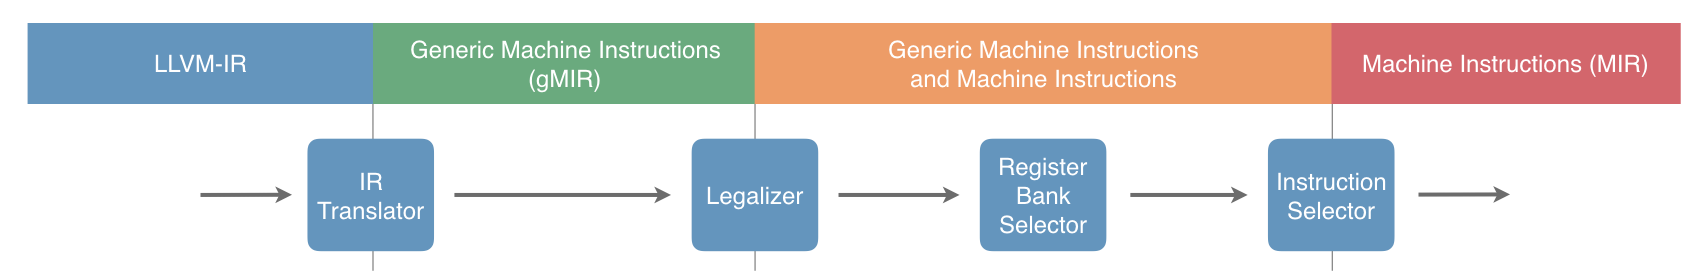 LLVM-IR
Generic Machine Instructions
(gMIR)
Generic Machine Instructions
and Machine Instructions
Machine Instructions (MIR)
IR
Translator
Legalizer
Register
Bank
Selector
Instruction
Selector